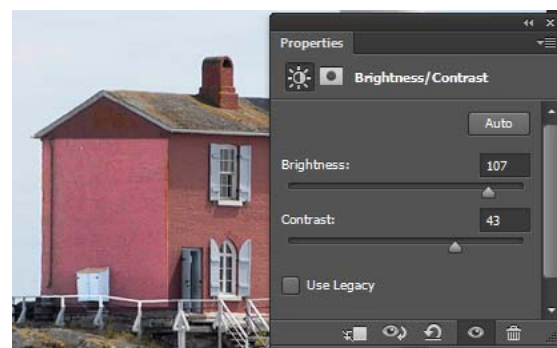 Properties
Brightness/Contrast
Auto
Brightness: 107
Contrast: 43
Use Legacy